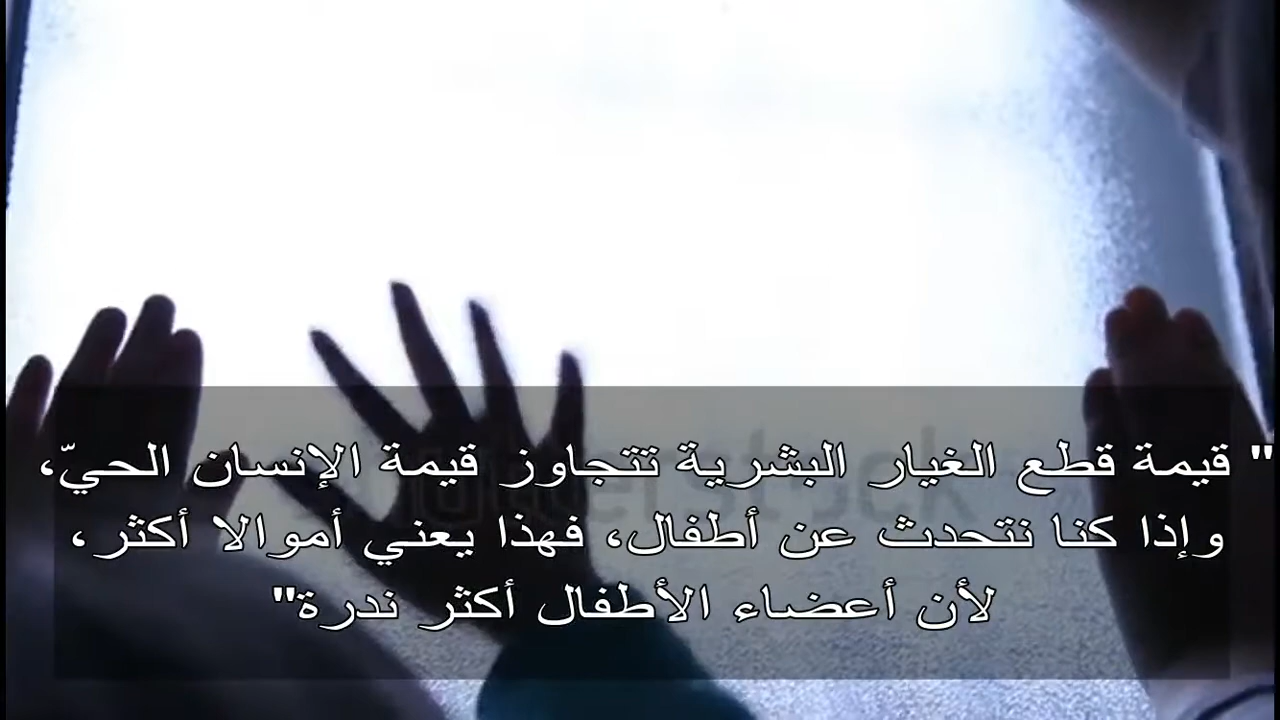 " قيمة قطع الغيار البشرية تتجاوز قيمة الإنسان الحيّ،
وإذا كنا نتحدث عن أطفال، فهذا يعني أموالا أكثر،
لأن أعضاء الأطفال أكثر ندرة"